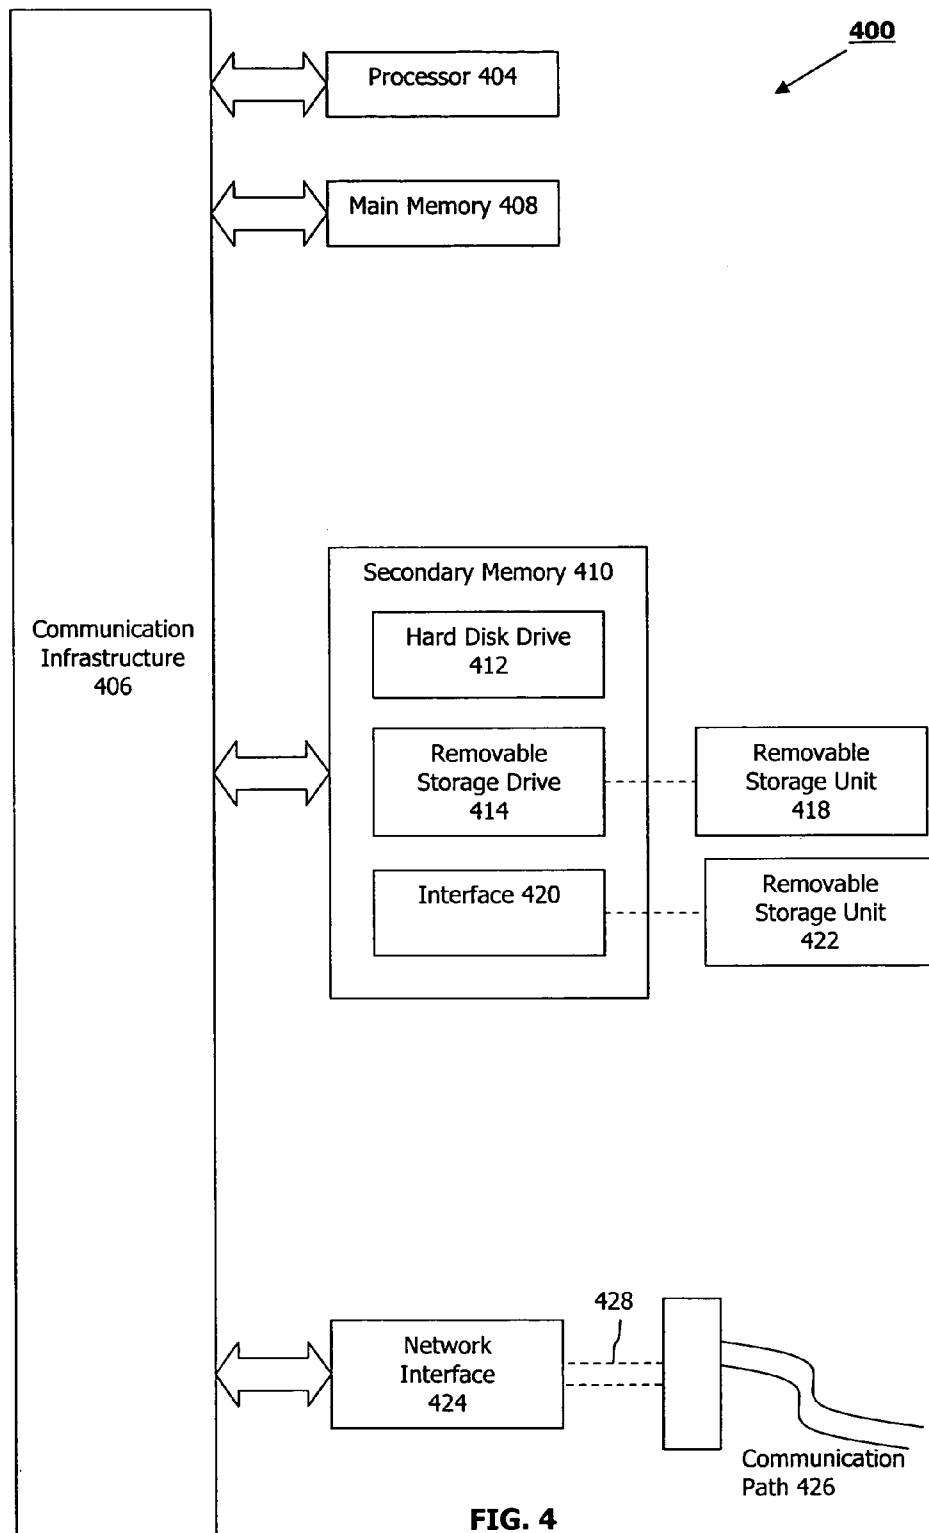 400
Processor 404
Main Memory 408
Communication
Infrastructure
406
Secondary Memory 410
Hard Disk Drive
412
Removable
Storage Drive
414
Removable
Storage Unit
418
Interface 420
Removable
Storage Unit
422
428
Network
Interface
424
Communication
Path 426
FIG. 4